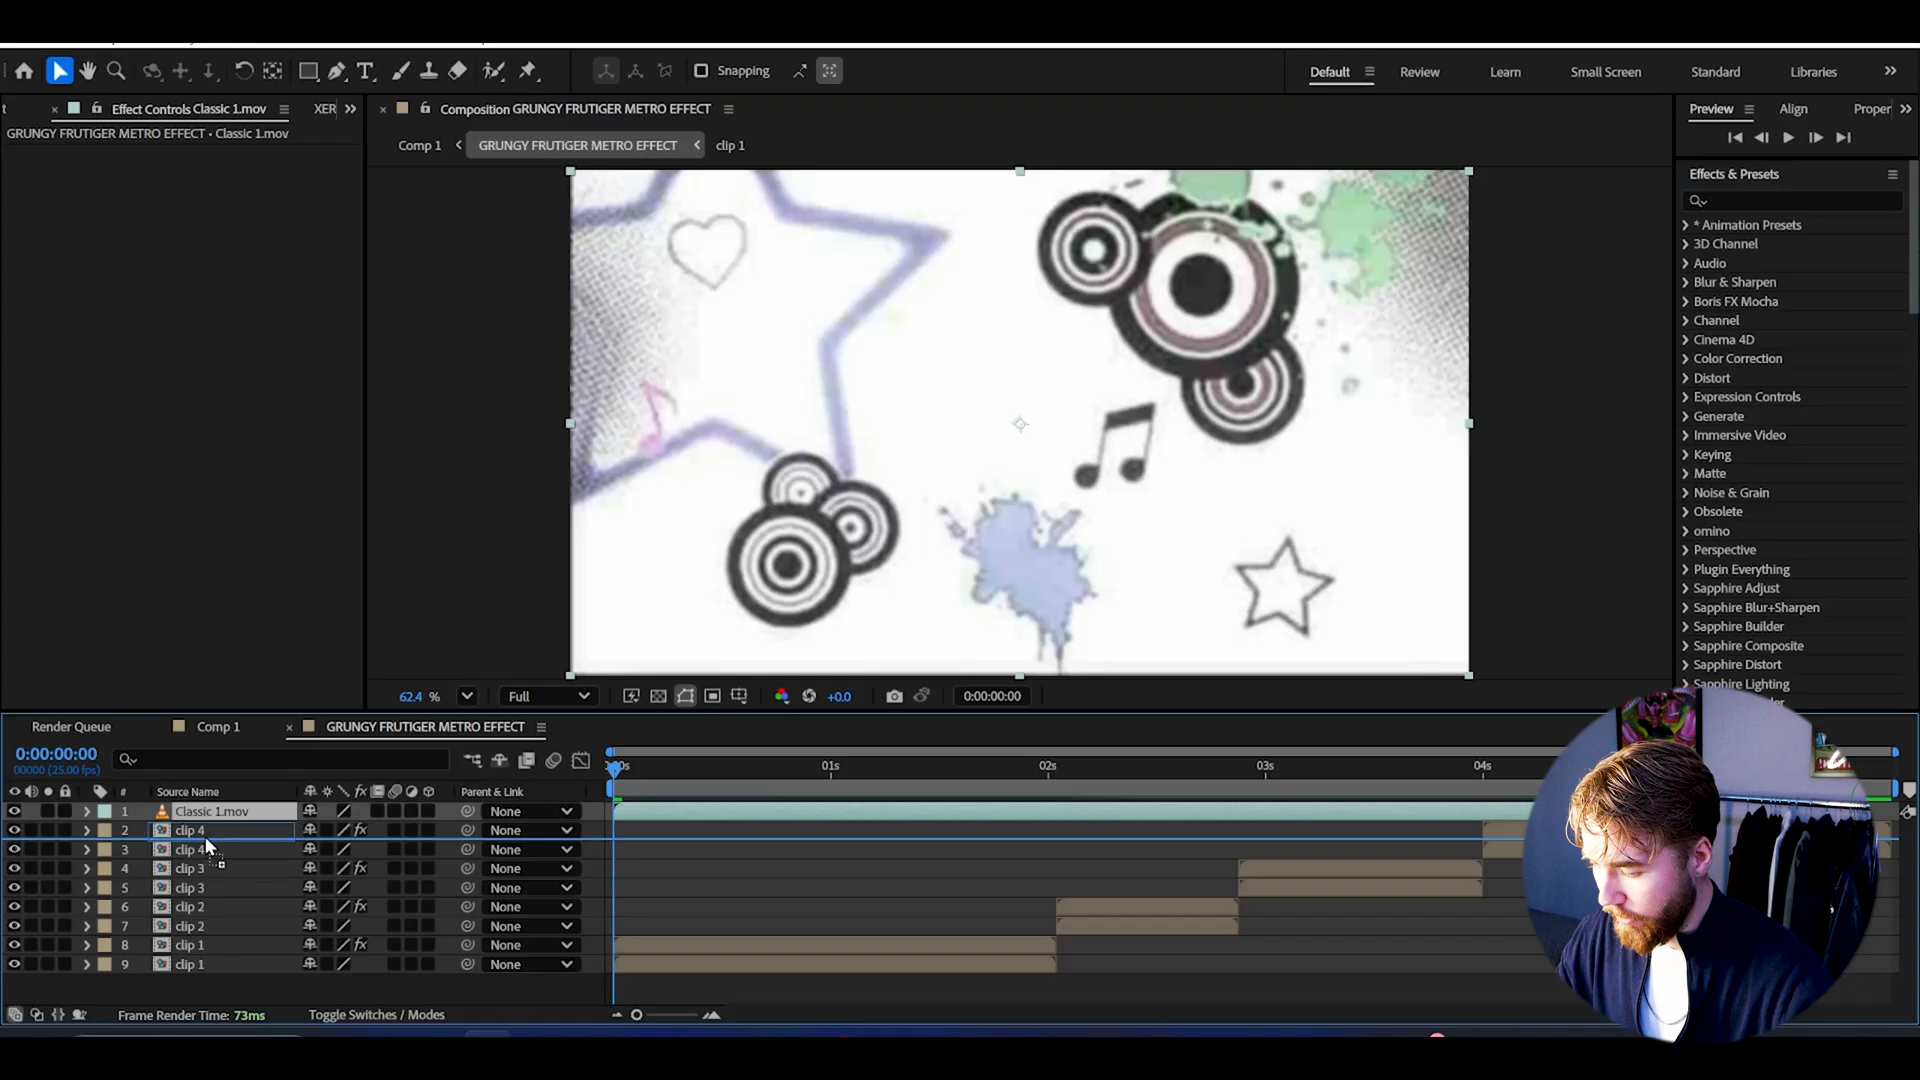 Snapping
Default
Review
Learn
Small Screen
Standard
Libraries
t
Effect Controls Classic 1.mov
XER
Composition GRUNGY FRUTIGER METRO EFFECT
Preview
Align
Proper
GRUNGY FRUTIGER METRO EFFECT • Classic 1.mov
Comp 1
GRUNGY FRUTIGER METRO EFFECT
clip 1
Effects & Presets
* Animation Presets
3D Channel
Audio
Blur & Sharpen
Boris FX Mocha
Channel
Cinema 4D
Color Correction
Distort
Expression Controls
Generate
Immersive Video
Keying
Matte
Noise & Grain
Obsolete
omino
Perspective
Plugin Everything
Sapphire Adjust
Sapphire Blur+Sharpen
Sapphire Builder
Sapphire Composite
Sapphire Distort
Sapphire Lighting
62.4 %
Full
+0.0
0:00:00:00
Render Queue
Comp 1
GRUNGY FRUTIGER METRO EFFECT
0:00:00:00
00000 (25.00 fps)
01s
02s
03s
04s
# Source Name
fx
Parent & Link
1 Classic 1.mov None
2 clip 4 fx None
3 clip 4 None
4 clip 3 fx None
5 clip 3 None
6 clip 2 fx None
7 clip 2 None
8 clip 1 fx None
9 clip 1 None
Frame Render Time: 73ms
Toggle Switches / Modes